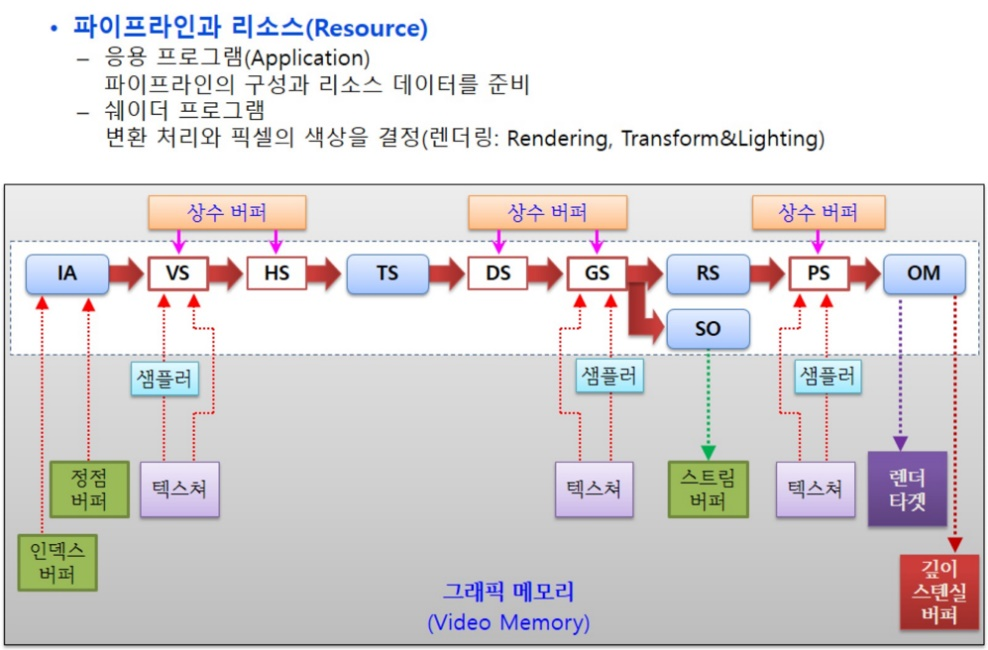 • 파이프라인과 리소스(Resource)
– 응용 프로그램(Application)
파이프라인의 구성과 리소스 데이터를 준비
– 쉐이더 프로그램
변환 처리와 픽셀의 색상을 결정(렌더링: Rendering, Transform&Lighting)
상수 버퍼
상수 버퍼
상수 버퍼
IA
VS
HS
TS
DS
GS
RS
PS
OM
SO
샘플러
샘플러
샘플러
정점
버퍼
텍스쳐
텍스쳐
스트림
버퍼
텍스쳐
렌더
타겟
인덱스
버퍼
깊이
스텐실
버퍼
그래픽 메모리
(Video Memory)